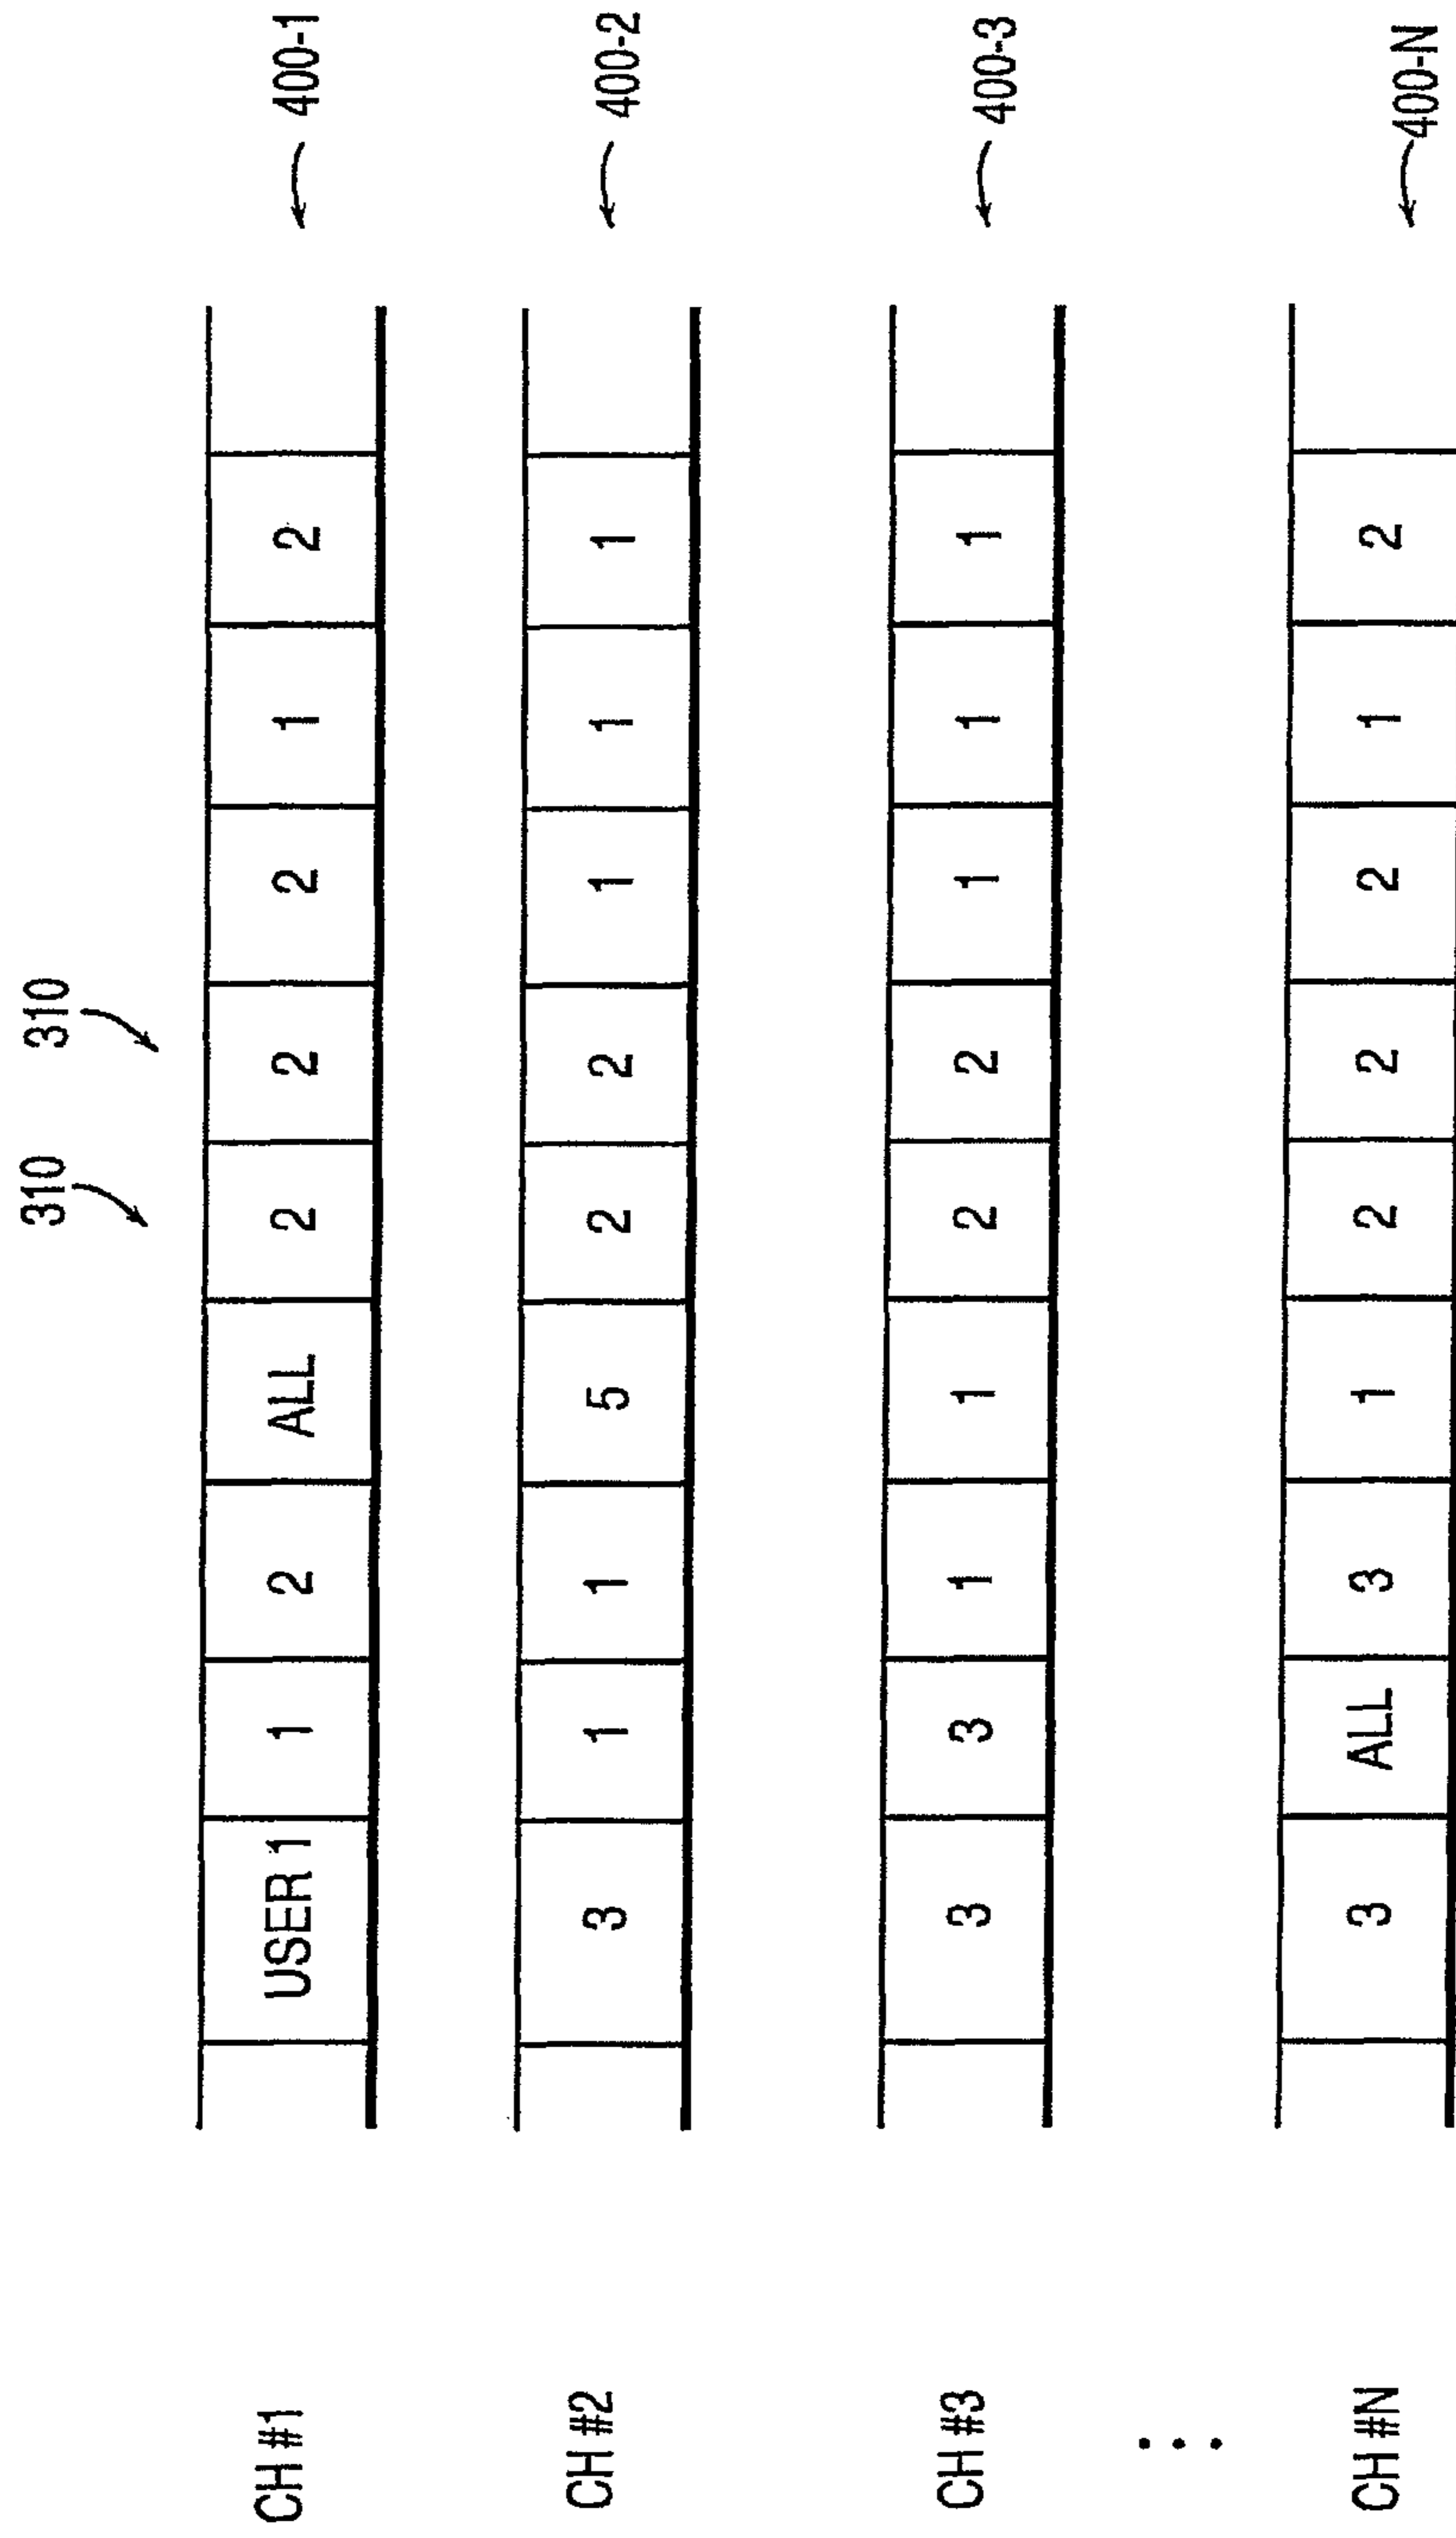 310 310
CH #1 USER 1 1 2 ALL 2 2 2 1 2 400-1
CH #2 3 1 1 5 2 2 1 1 1 400-2
CH #3 3 3 1 1 2 2 1 1 1 400-3
CH #N 3 ALL 3 1 2 2 2 1 2 400-N